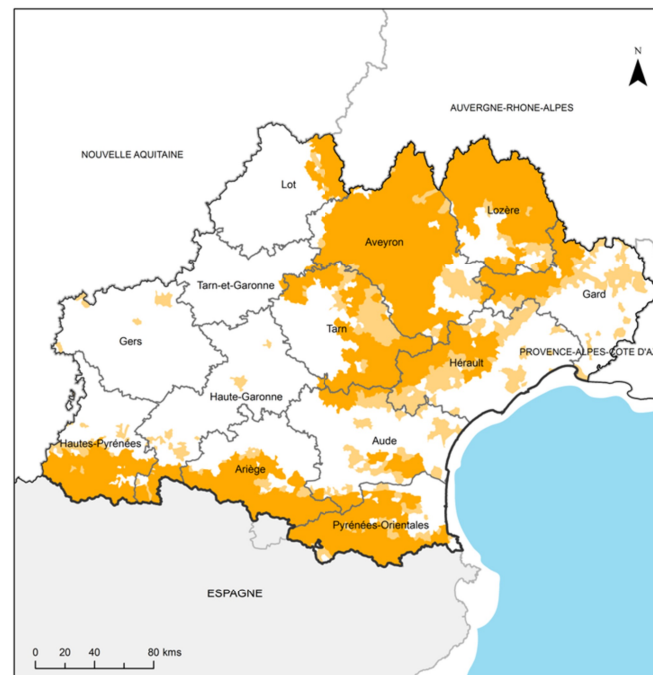 N
AUVERGNE-RHONE-ALPES
NOUVELLE AQUITAINE
Lot
Lozère
Aveyron
Tarn-et-Garonne
Gard
Tarn
Gers
PROVENCE-ALPES-COTE D'A
Hérault
Haute-Garonne
Aude
Hautes-Pyrénées
Ariège
Pyrénées-Orientales
ESPAGNE
0 20 40 80 kms